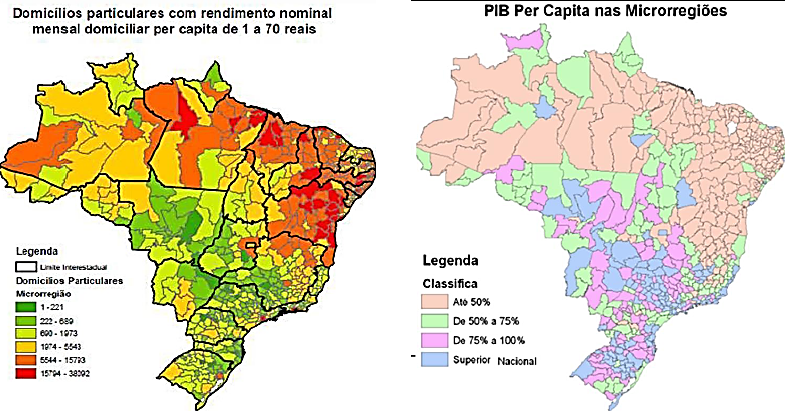 Domicílios particulares com rendimento nominal
mensal domiciliar per capita de 1 a 70 reais
Legenda
Limite Interestadual
Domicílios Particulares
Microrregião
1 - 221
222 - 689
690 - 1973
1974 - 5543
5544 - 15793
15794 - 38092
PIB Per Capita nas Microrregiões
Legenda
Classifica
Até 50%
De 50% a 75%
De 75% a 100%
Superior Nacional